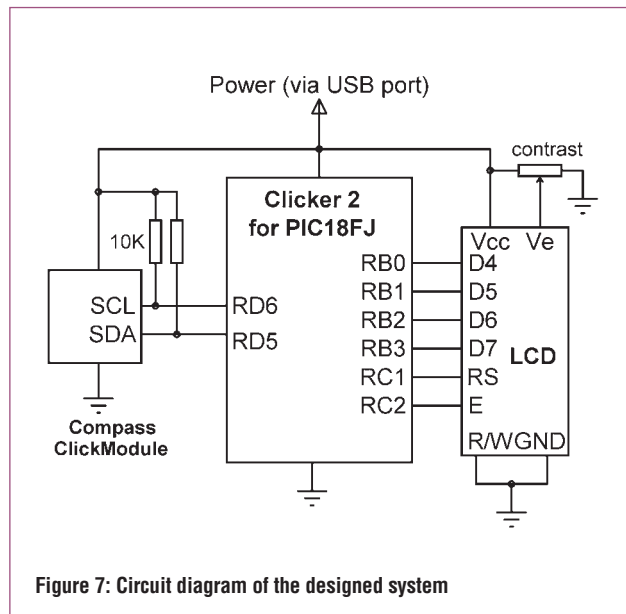 Power (via USB port)
contrast
Clicker 2
for PIC18FJ
10K
Vcc Ve
RB0 D4
RB1 D5
SCL RD6 RB2 D6
SDA RD5 RB3 D7
LCD
RC1 RS
RC2 E
R/WGND
Compass
ClickModule
Figure 7: Circuit diagram of the designed system